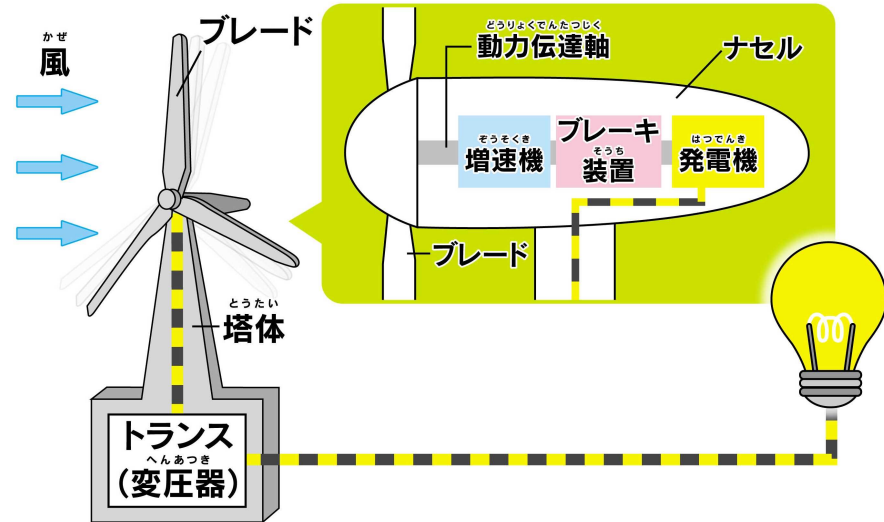 かぜ
風
ブレード
どうりょくでんたつじく
動力伝達軸
ナセル
ぞうそくき
増速機
ブレーキ
そうち
装置
はつでんき
発電機
ブレード
とうたい
塔体
トランス
へんあつき
(変圧器)